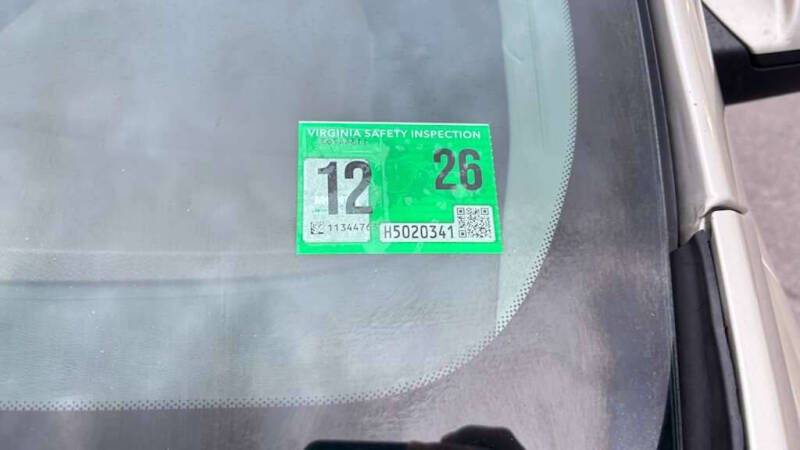 VIRGINIA SAFETY INSPECTION
12 26
1134476
H5020341